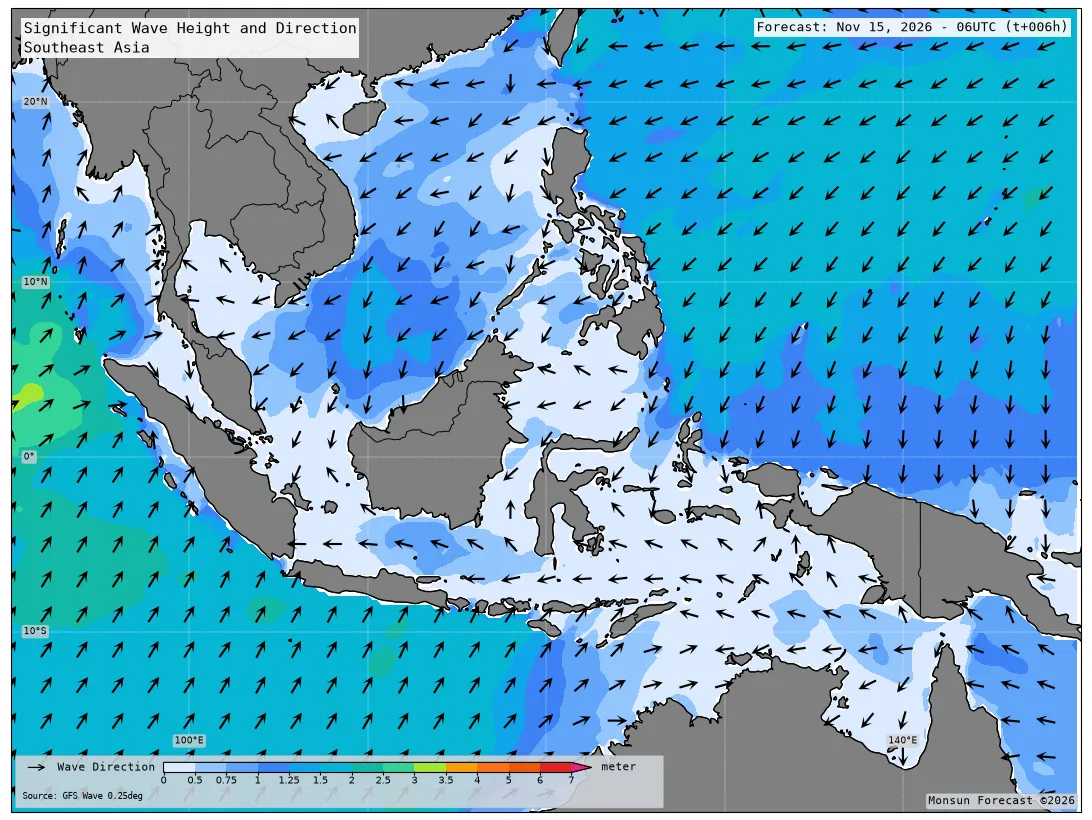 Significant Wave Height and Direction
Southeast Asia
Forecast: Nov 15, 2026 - 06UTC (t+006h)
20°N
10°N
0°
10°S
100°E
140°E
Wave Direction
meter
0 0.5 0.75 1 1.25 1.5 2 2.5 3 3.5 4 5 6 7
Source: GFS Wave 0.25deg
Monsun Forecast ©2026